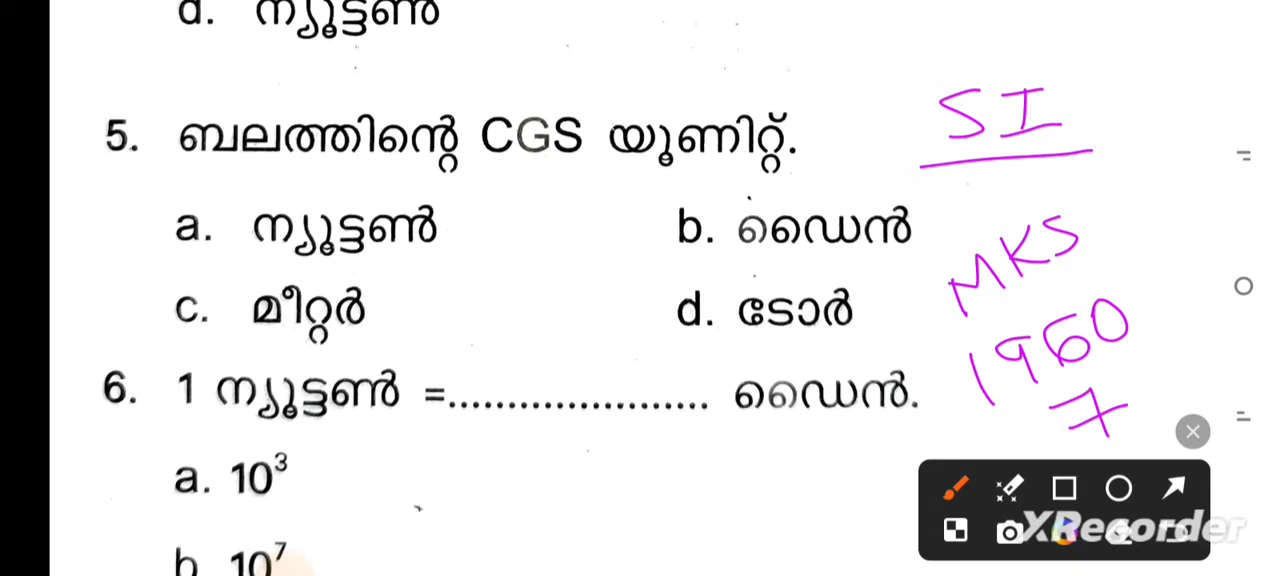 d. ന്യൂട്ടൺ
5. ബലത്തിന്റെ CGS യൂണിറ്റ്.
SI
a. ന്യൂട്ടൺ b. ഡൈൻ
MKS
c. മീറ്റർ d. ടോർ
1960
6. 1 ന്യൂട്ടൺ =....................... ഡൈൻ.
7
a. 10³
b 10⁷
XRecorder